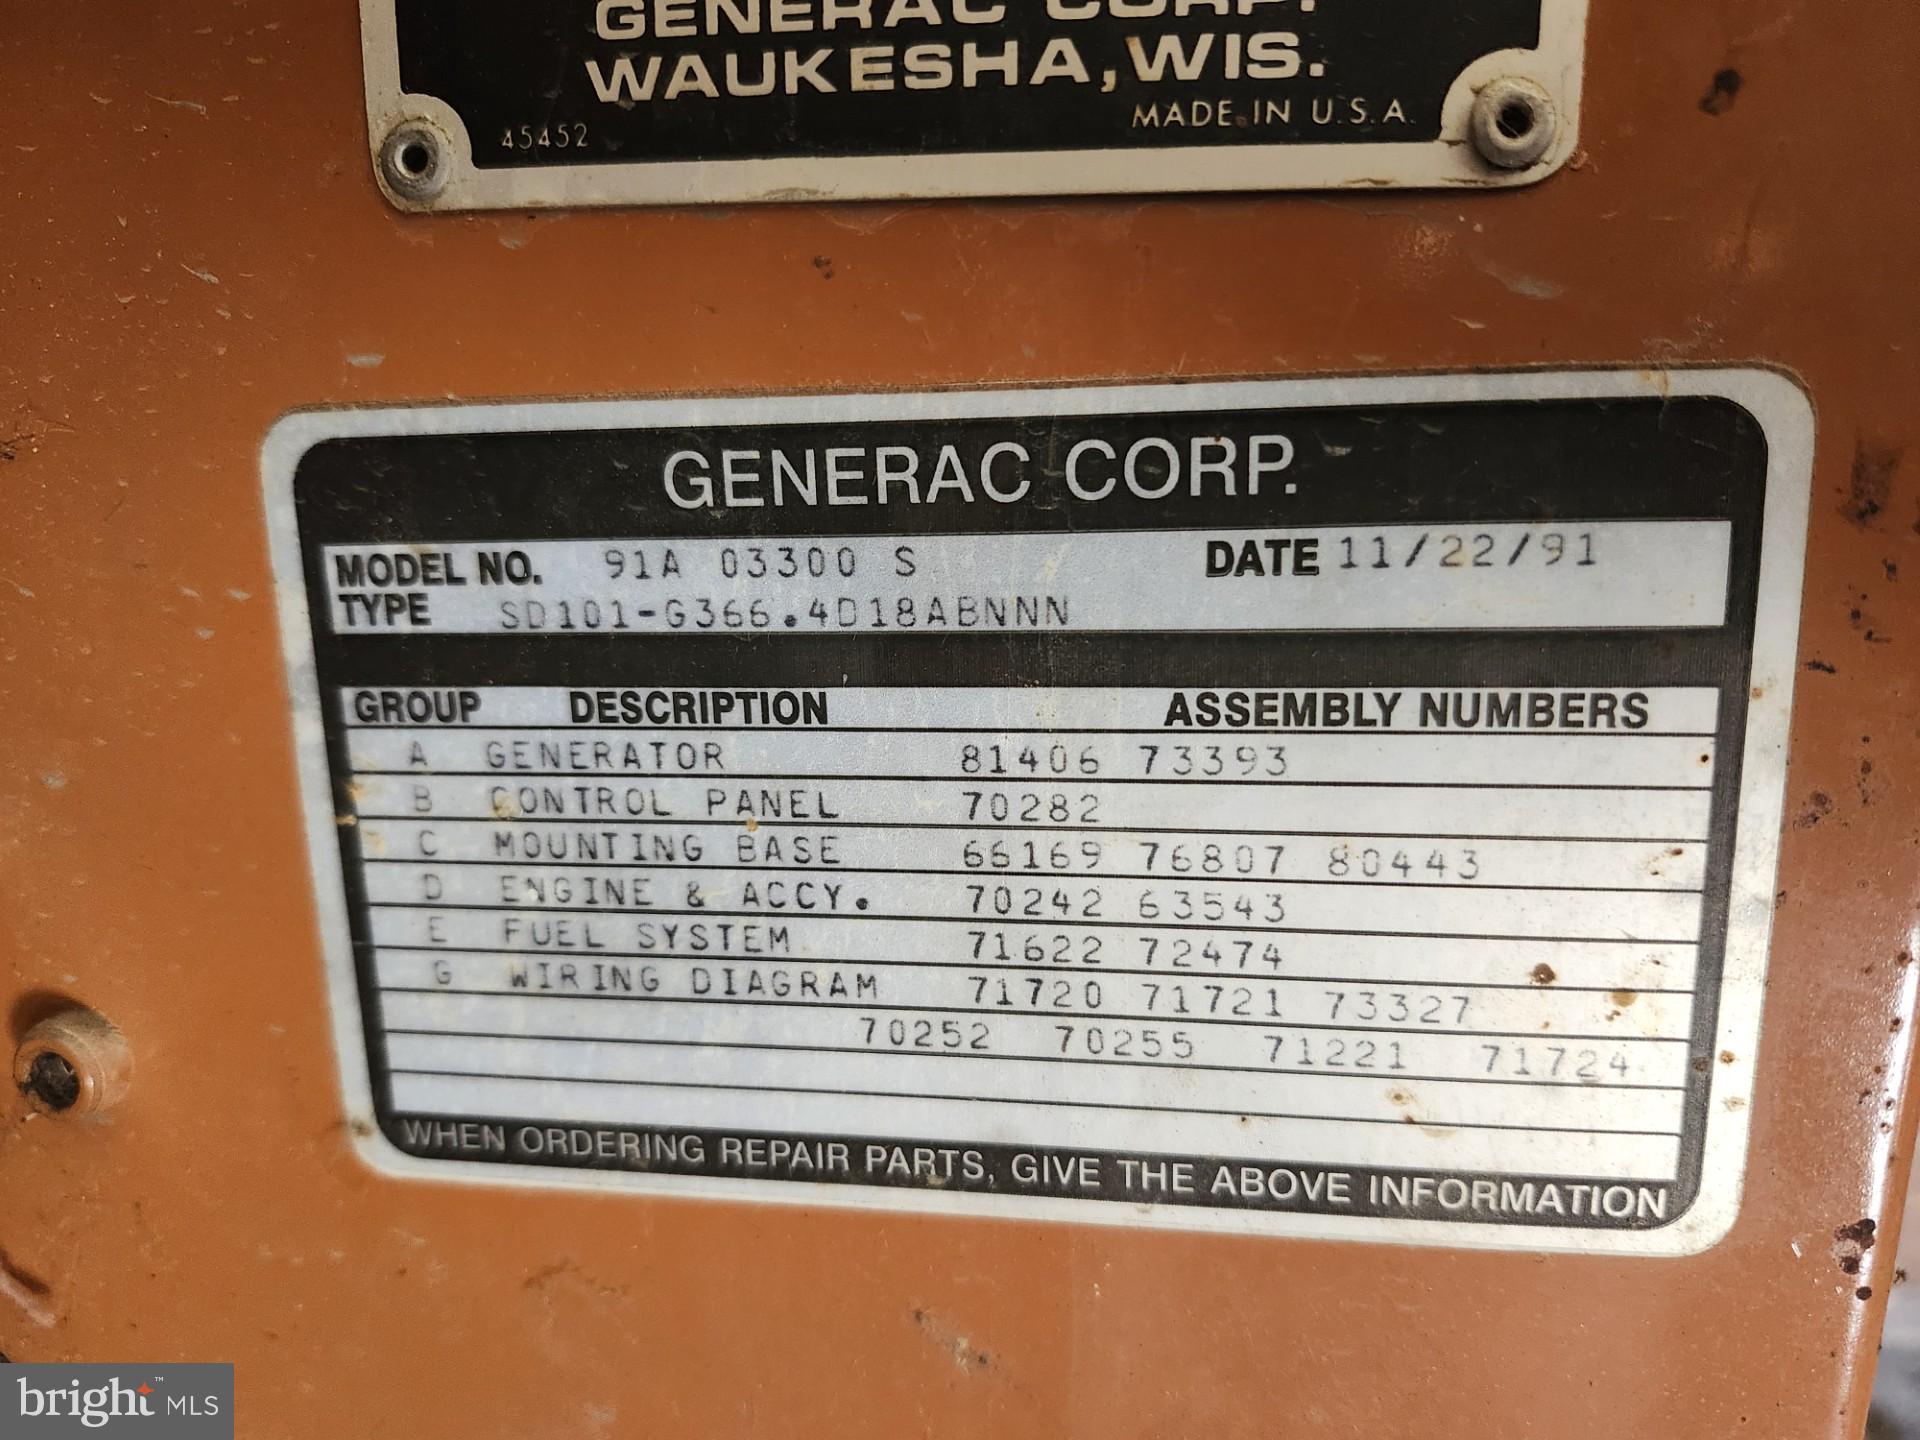 GENERAC CORP.
WAUKESHA, WIS.
45452
MADE IN U.S.A.
GENERAC CORP.
MODEL NO. 91A 03300 S DATE 11/22/91
TYPE SD101-G366.4D18ABNNN
GROUP DESCRIPTION ASSEMBLY NUMBERS
A GENERATOR 81406 73393
B CONTROL PANEL 70282
C MOUNTING BASE 66169 76807 80443
D ENGINE & ACCY. 70242 63543
E FUEL SYSTEM 71622 72474
G WIRING DIAGRAM 71720 71721 73327
70252 70255 71221 71724
WHEN ORDERING REPAIR PARTS, GIVE THE ABOVE INFORMATION
bright™ MLS